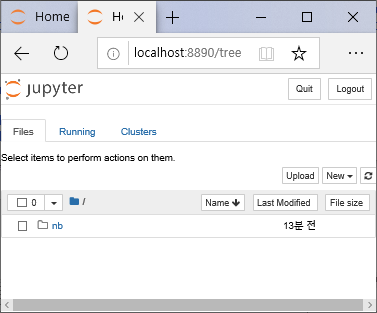 Home
Ho
localhost:8890/tree
jupyter
Quit
Logout
Files
Running
Clusters
Select items to perform actions on them.
Upload
New
0
/
Name
Last Modified
File size
nb
13분 전